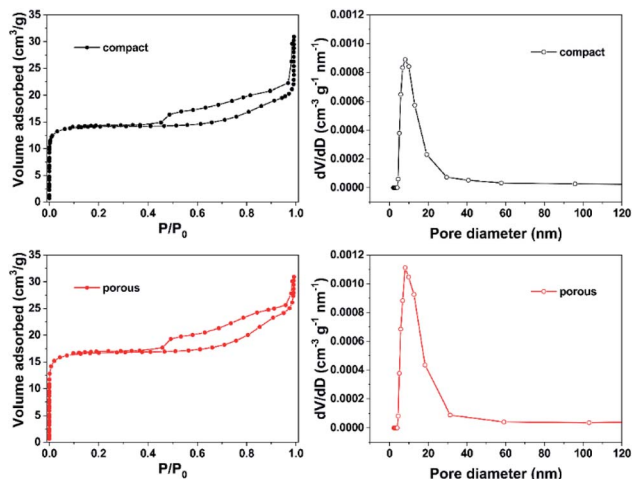 Volume adsorbed (cm³/g)
35
30
25
20
15
10
5
0
compact
0.0 0.2 0.4 0.6 0.8 1.0
P/P₀
dV/dD (cm⁻³ g⁻¹ nm⁻¹)
0.0012
0.0010
0.0008
0.0006
0.0004
0.0002
0.0000
compact
0 20 40 60 80 100 120
Pore diameter (nm)
Volume adsorbed (cm³/g)
35
30
25
20
15
10
5
0
porous
0.0 0.2 0.4 0.6 0.8 1.0
P/P₀
dV/dD (cm⁻³ g⁻¹ nm⁻¹)
0.0012
0.0010
0.0008
0.0006
0.0004
0.0002
0.0000
porous
0 20 40 60 80 100 120
Pore diameter (nm)